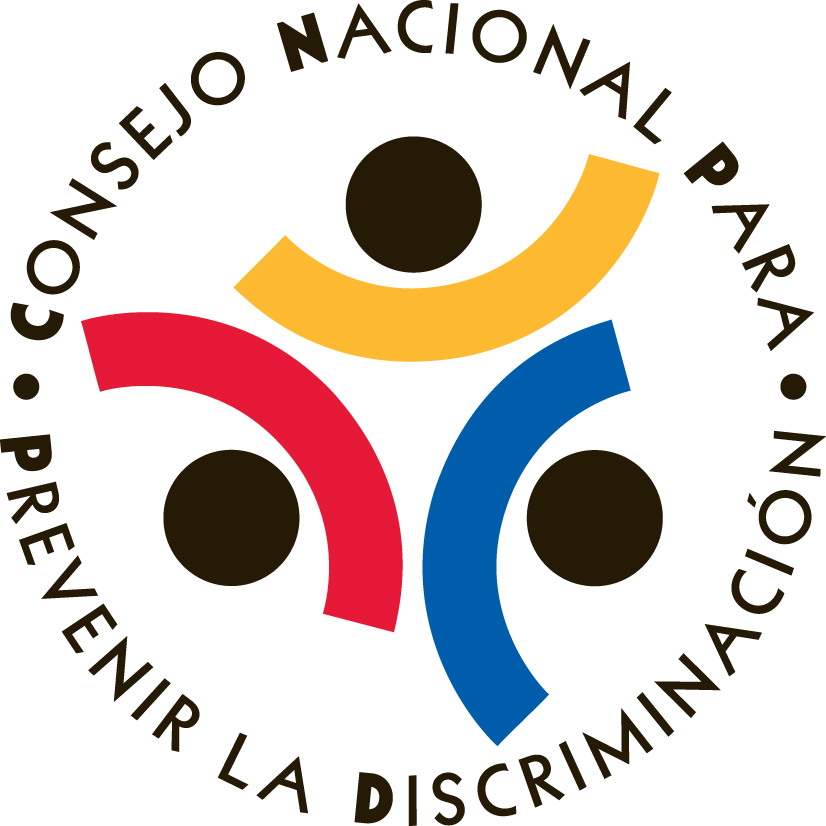 CONSEJO NACIONAL PARA
PREVENIR LA DISCRIMINACIÓN